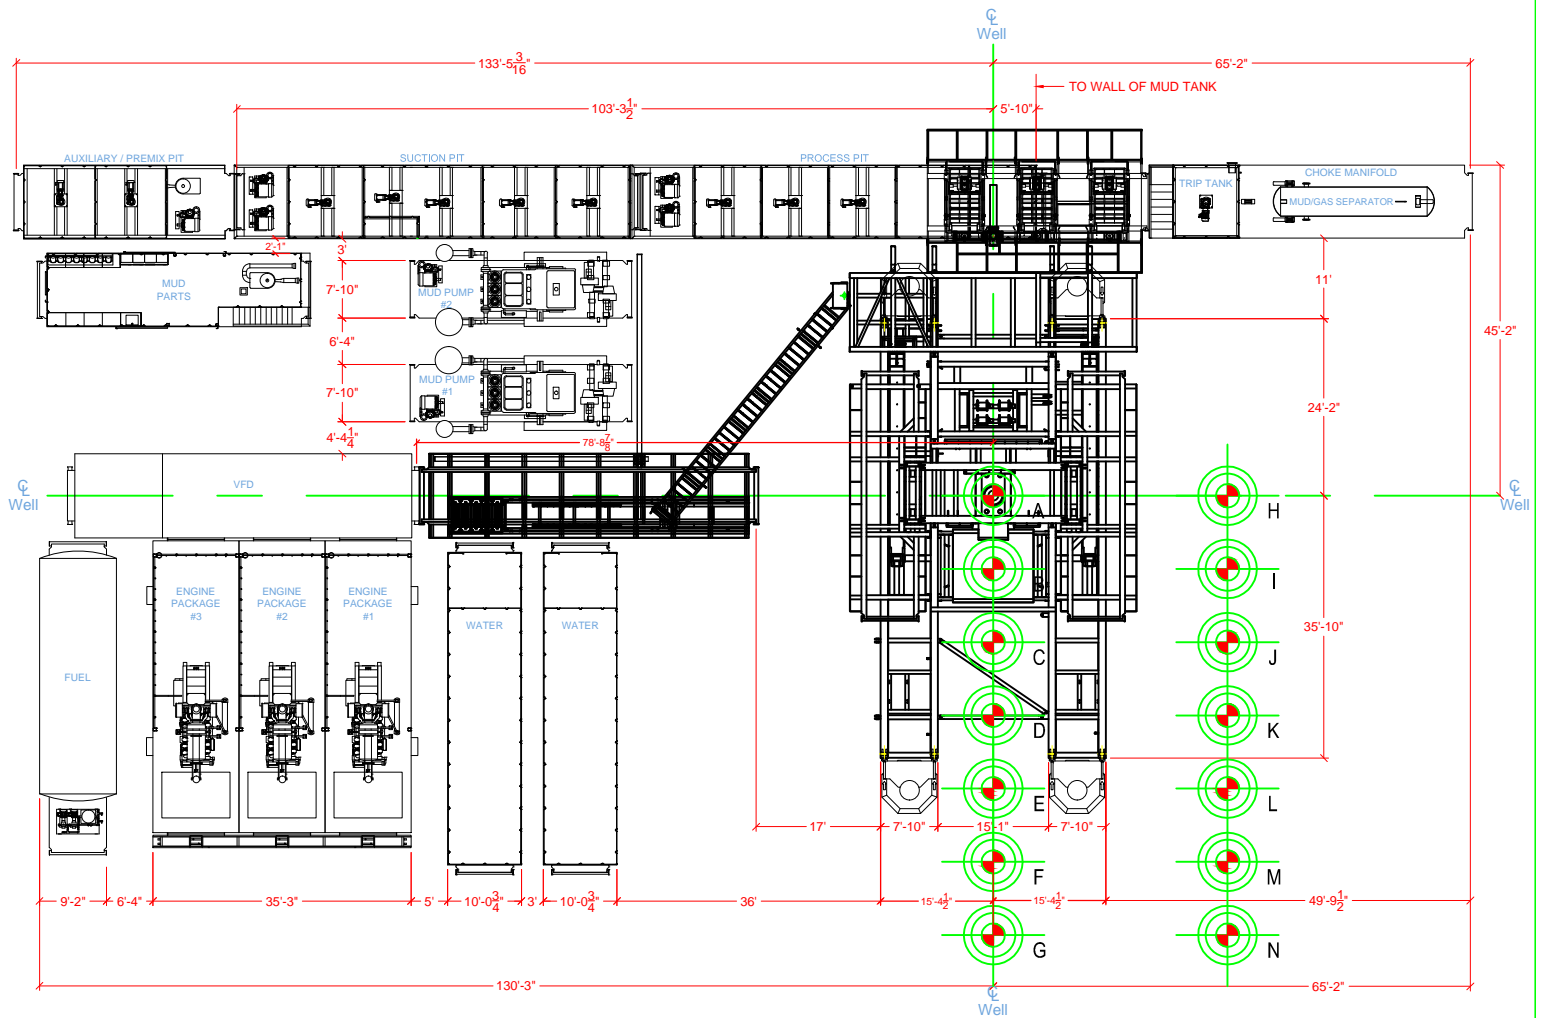 ℄
Well
133'-5 3/16"
65'-2"
TO WALL OF MUD TANK
103'-3 1/2"
5'-10"
AUXILIARY / PREMIX PIT
SUCTION PIT
PROCESS PIT
TRIP TANK
CHOKE MANIFOLD
MUD/GAS SEPARATOR
2'-1"
3'
MUD
PARTS
7'-10"
MUD PUMP
#2
11'
6'-4"
45'-2"
MUD PUMP
#1
7'-10"
24'-2"
4'-4 1/4"
78'-8 7/8"
℄
Well
VFD
A
H
℄
Well
B
I
ENGINE
PACKAGE
#3
ENGINE
PACKAGE
#2
ENGINE
PACKAGE
#1
WATER
WATER
35'-10"
C
J
FUEL
D
K
E
L
17'
7'-10"
15'-1"
7'-10"
F
M
9'-2"
6'-4"
35'-3"
5'
10'-0 3/4"
3'
10'-0 3/4"
36'
15'-4 1/2"
15'-4 1/2"
49'-9 1/2"
G
N
130'-3"
65'-2"
℄
Well